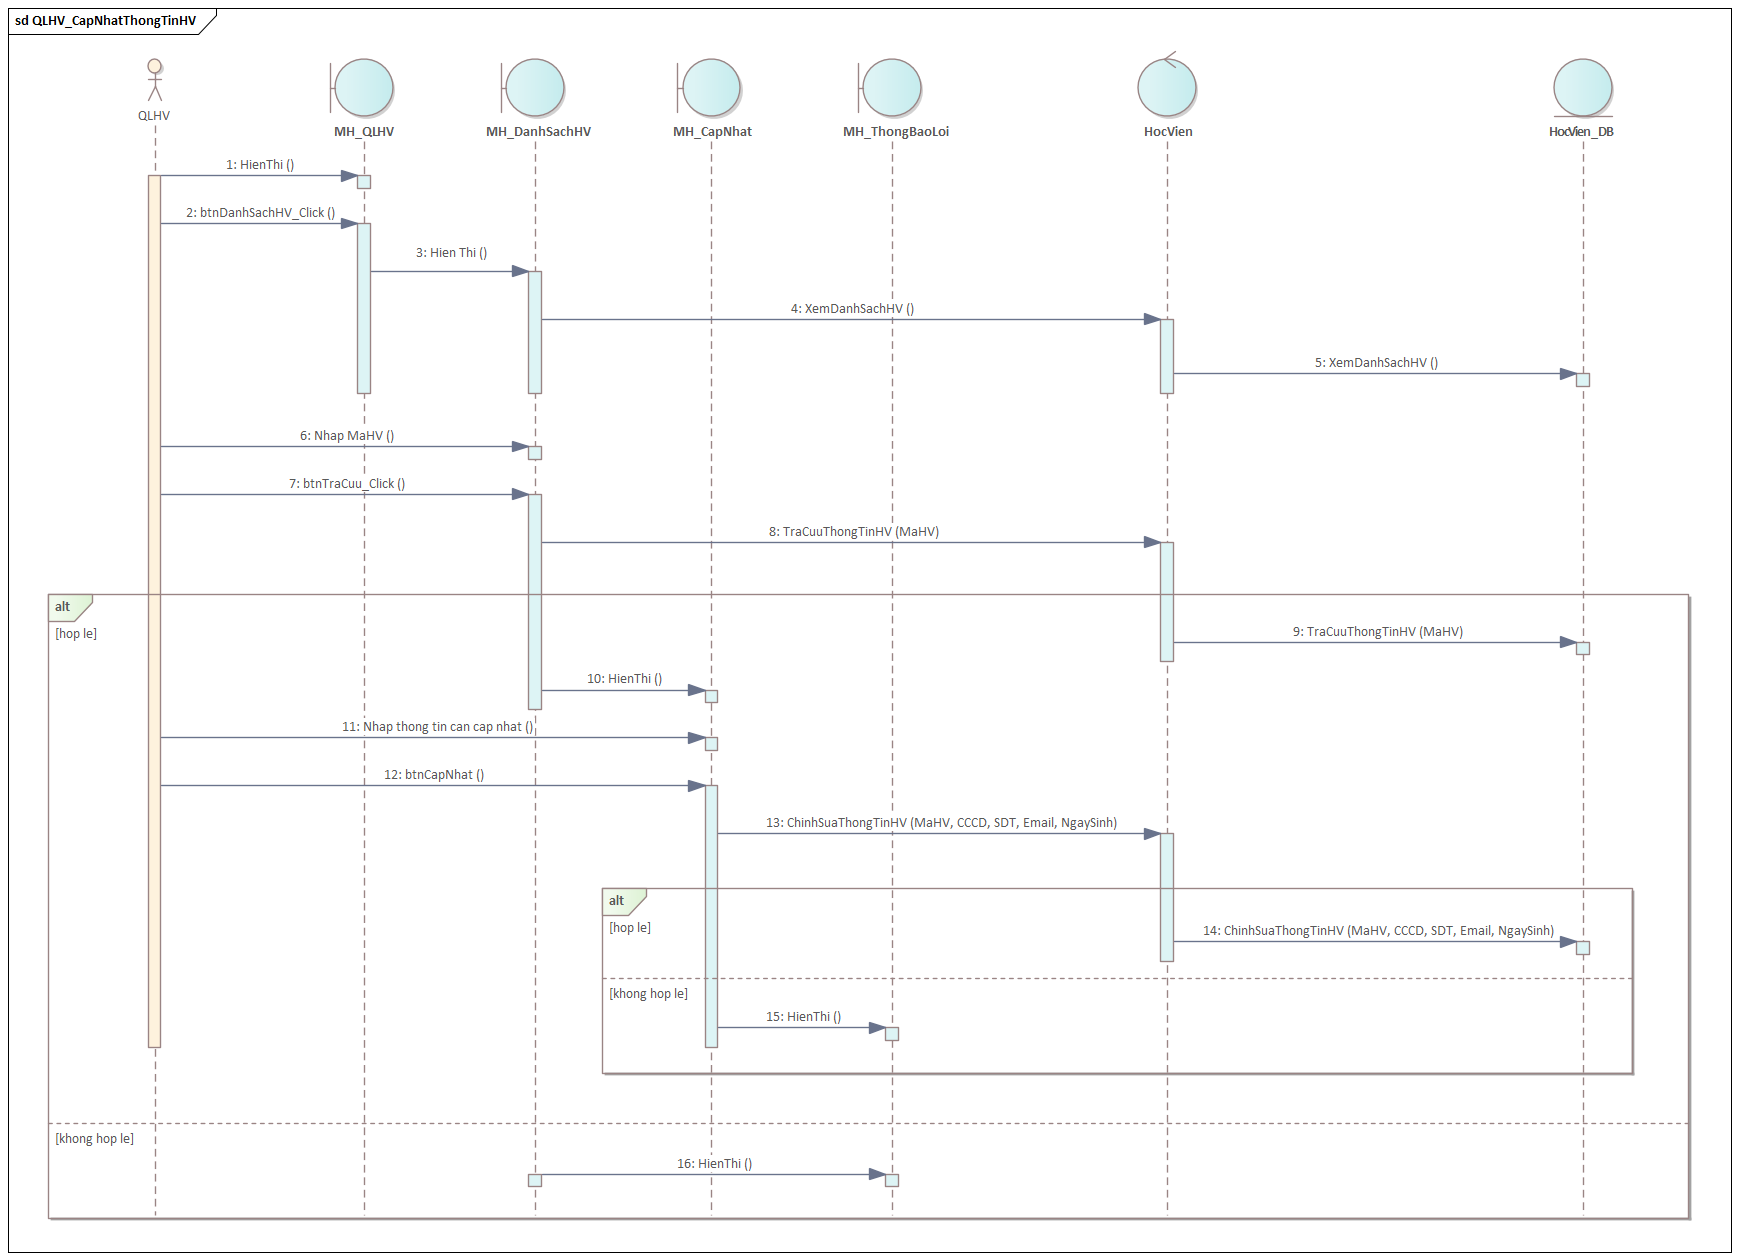 sd QLHV_CapNhatThongTinHV
QLHV
MH_QLHV
MH_DanhSachHV
MH_CapNhat
MH_ThongBaoLoi
HocVien
HocVien_DB
1: HienThi ()
2: btnDanhSachHV_Click ()
3: Hien Thi ()
4: XemDanhSachHV ()
5: XemDanhSachHV ()
6: Nhap MaHV ()
7: btnTraCuu_Click ()
8: TraCuuThongTinHV (MaHV)
alt
[hop le]
9: TraCuuThongTinHV (MaHV)
10: HienThi ()
11: Nhap thong tin can cap nhat ()
12: btnCapNhat ()
13: ChinhSuaThongTinHV (MaHV, CCCD, SDT, Email, NgaySinh)
alt
[hop le]
14: ChinhSuaThongTinHV (MaHV, CCCD, SDT, Email, NgaySinh)
[khong hop le]
15: HienThi ()
[khong hop le]
16: HienThi ()